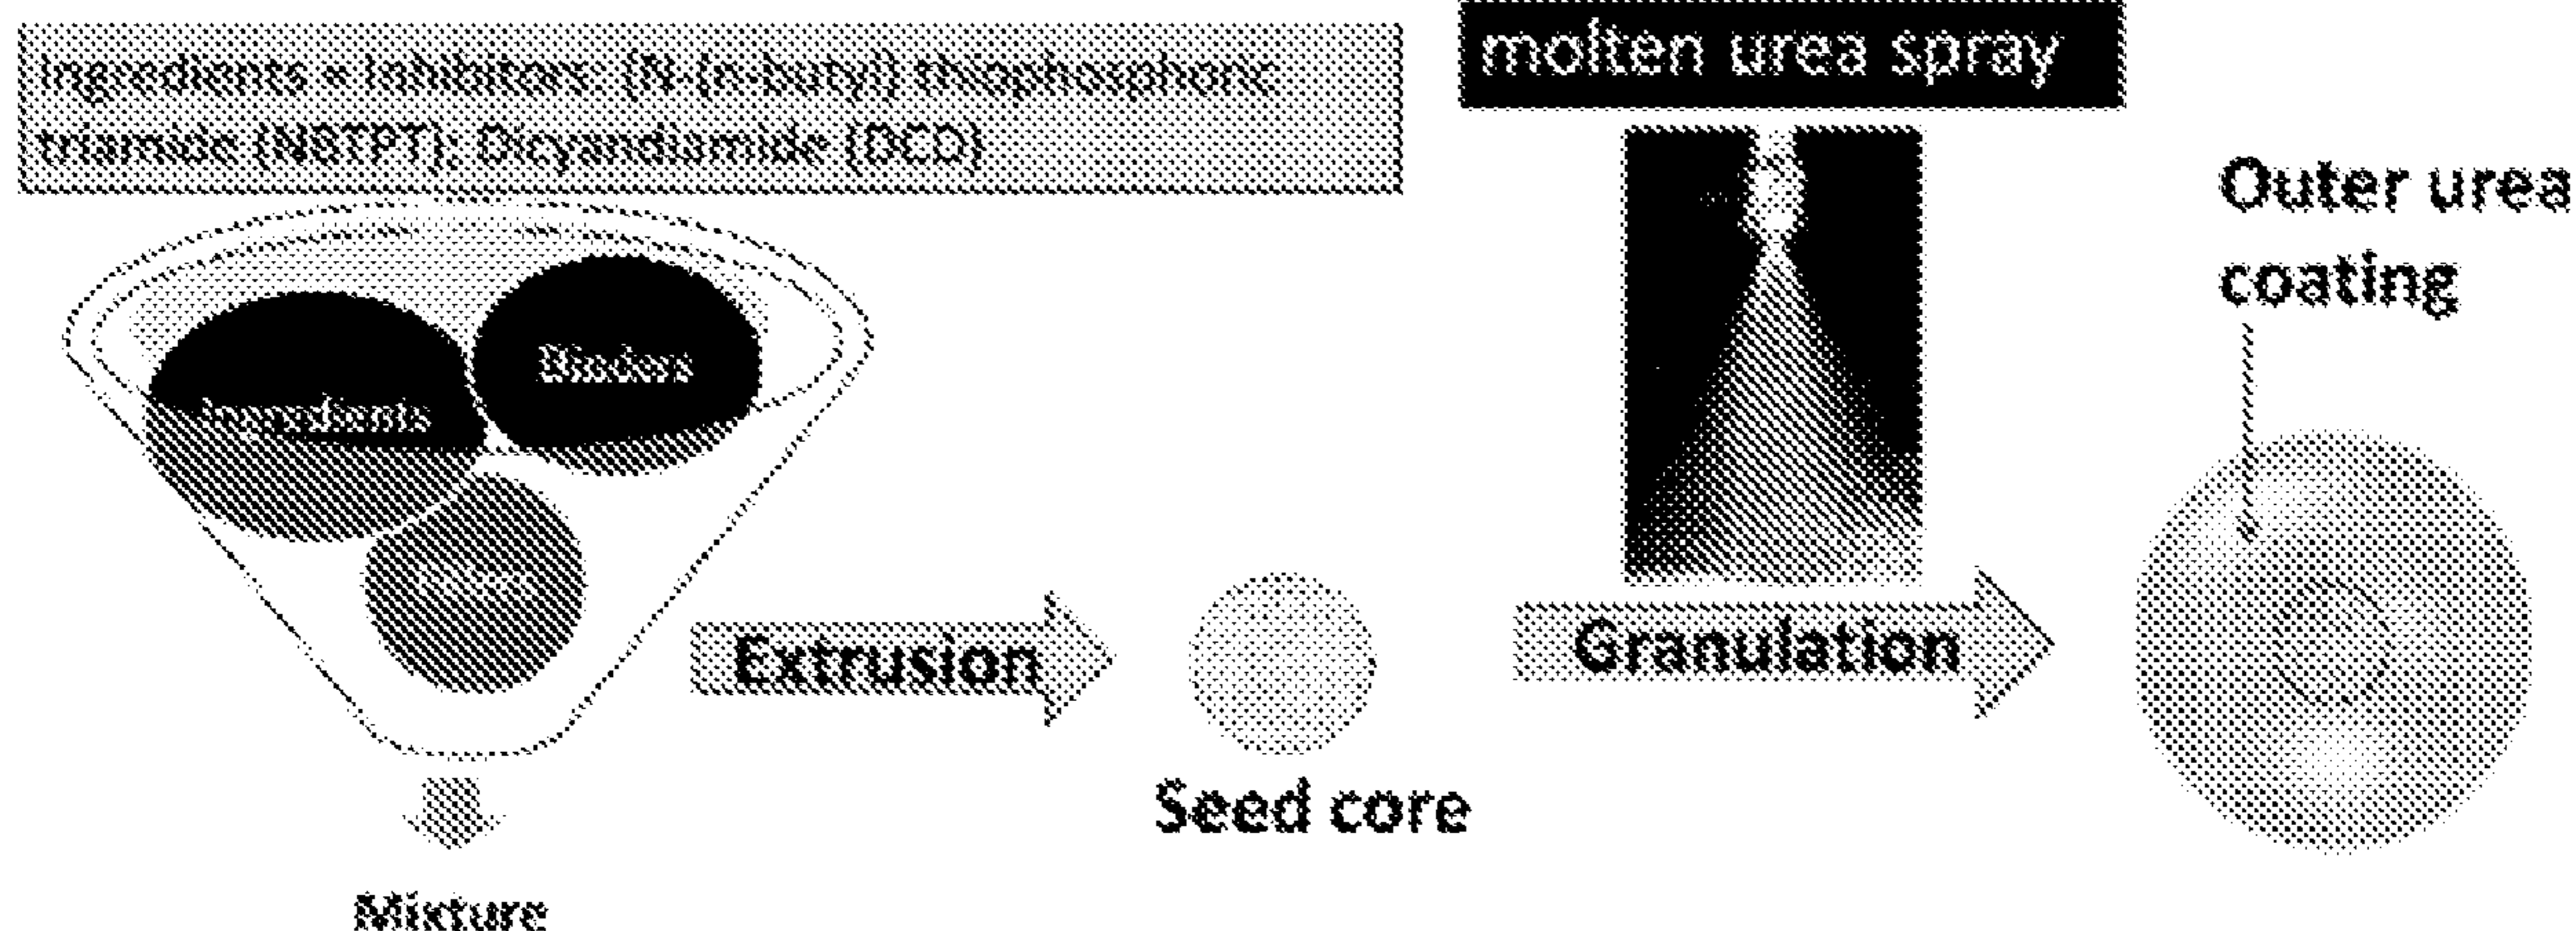 Ingredients = Inhibitors: (N-(n-butyl) thiophosphoric
triamide (NBTPT); Dicyandiamide (DCD)
Binders
Ingredients
Mixture
Extrusion
Seed core
molten urea spray
Granulation
Outer urea
coating